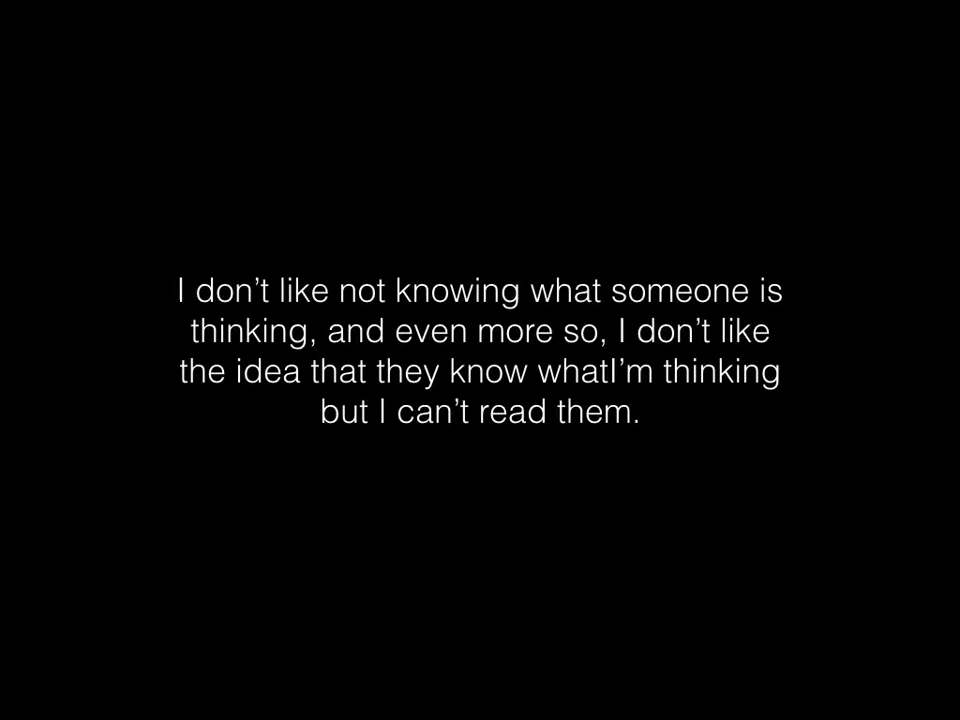 I don’t like not knowing what someone is
thinking, and even more so, I don’t like
the idea that they know whatI’m thinking
but I can’t read them.